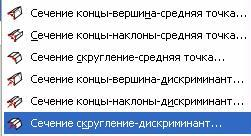 Сечение концы-вершина-средняя точка...
Сечение концы-наклоны-средняя точка...
Сечение скругление-средняя точка...
Сечение концы-вершина-дискриминант...
Сечение концы-наклоны-дискриминант...
Сечение скругление-дискриминант...